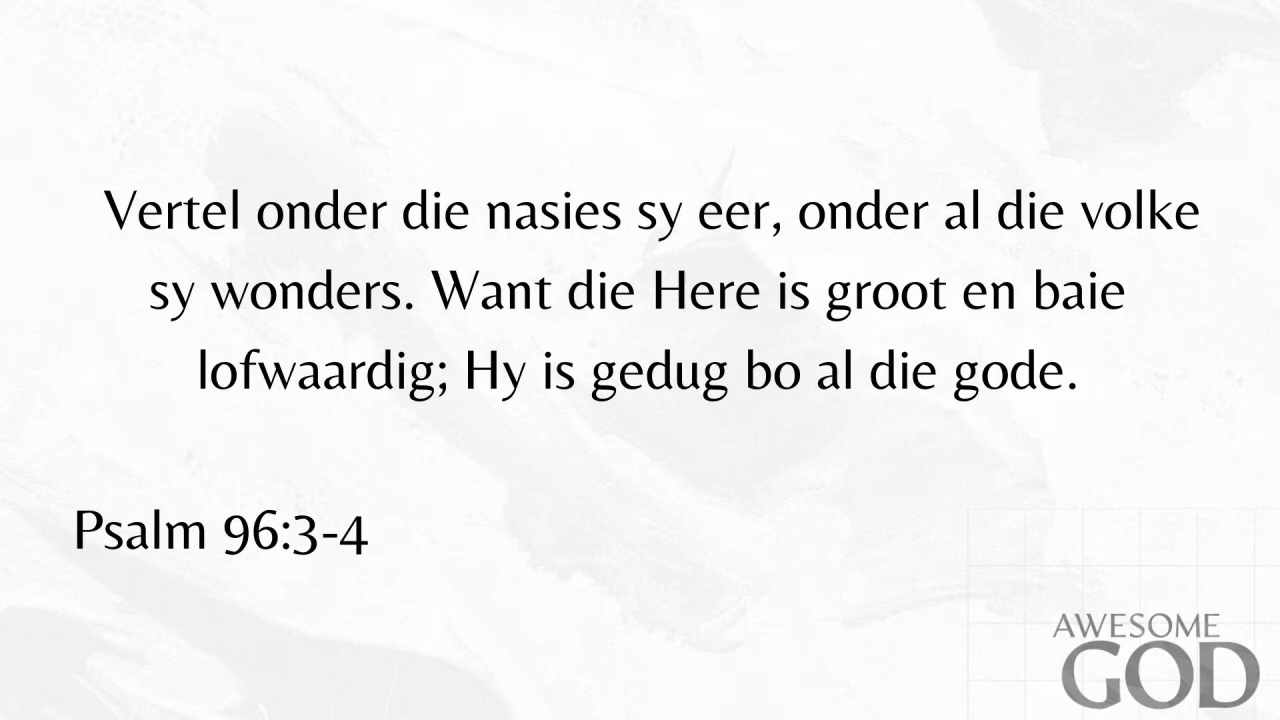 Vertel onder die nasies sy eer, onder al die volke
sy wonders. Want die Here is groot en baie
lofwaardig; Hy is gedug bo al die gode.
Psalm 96:3-4
AWESOME
GOD